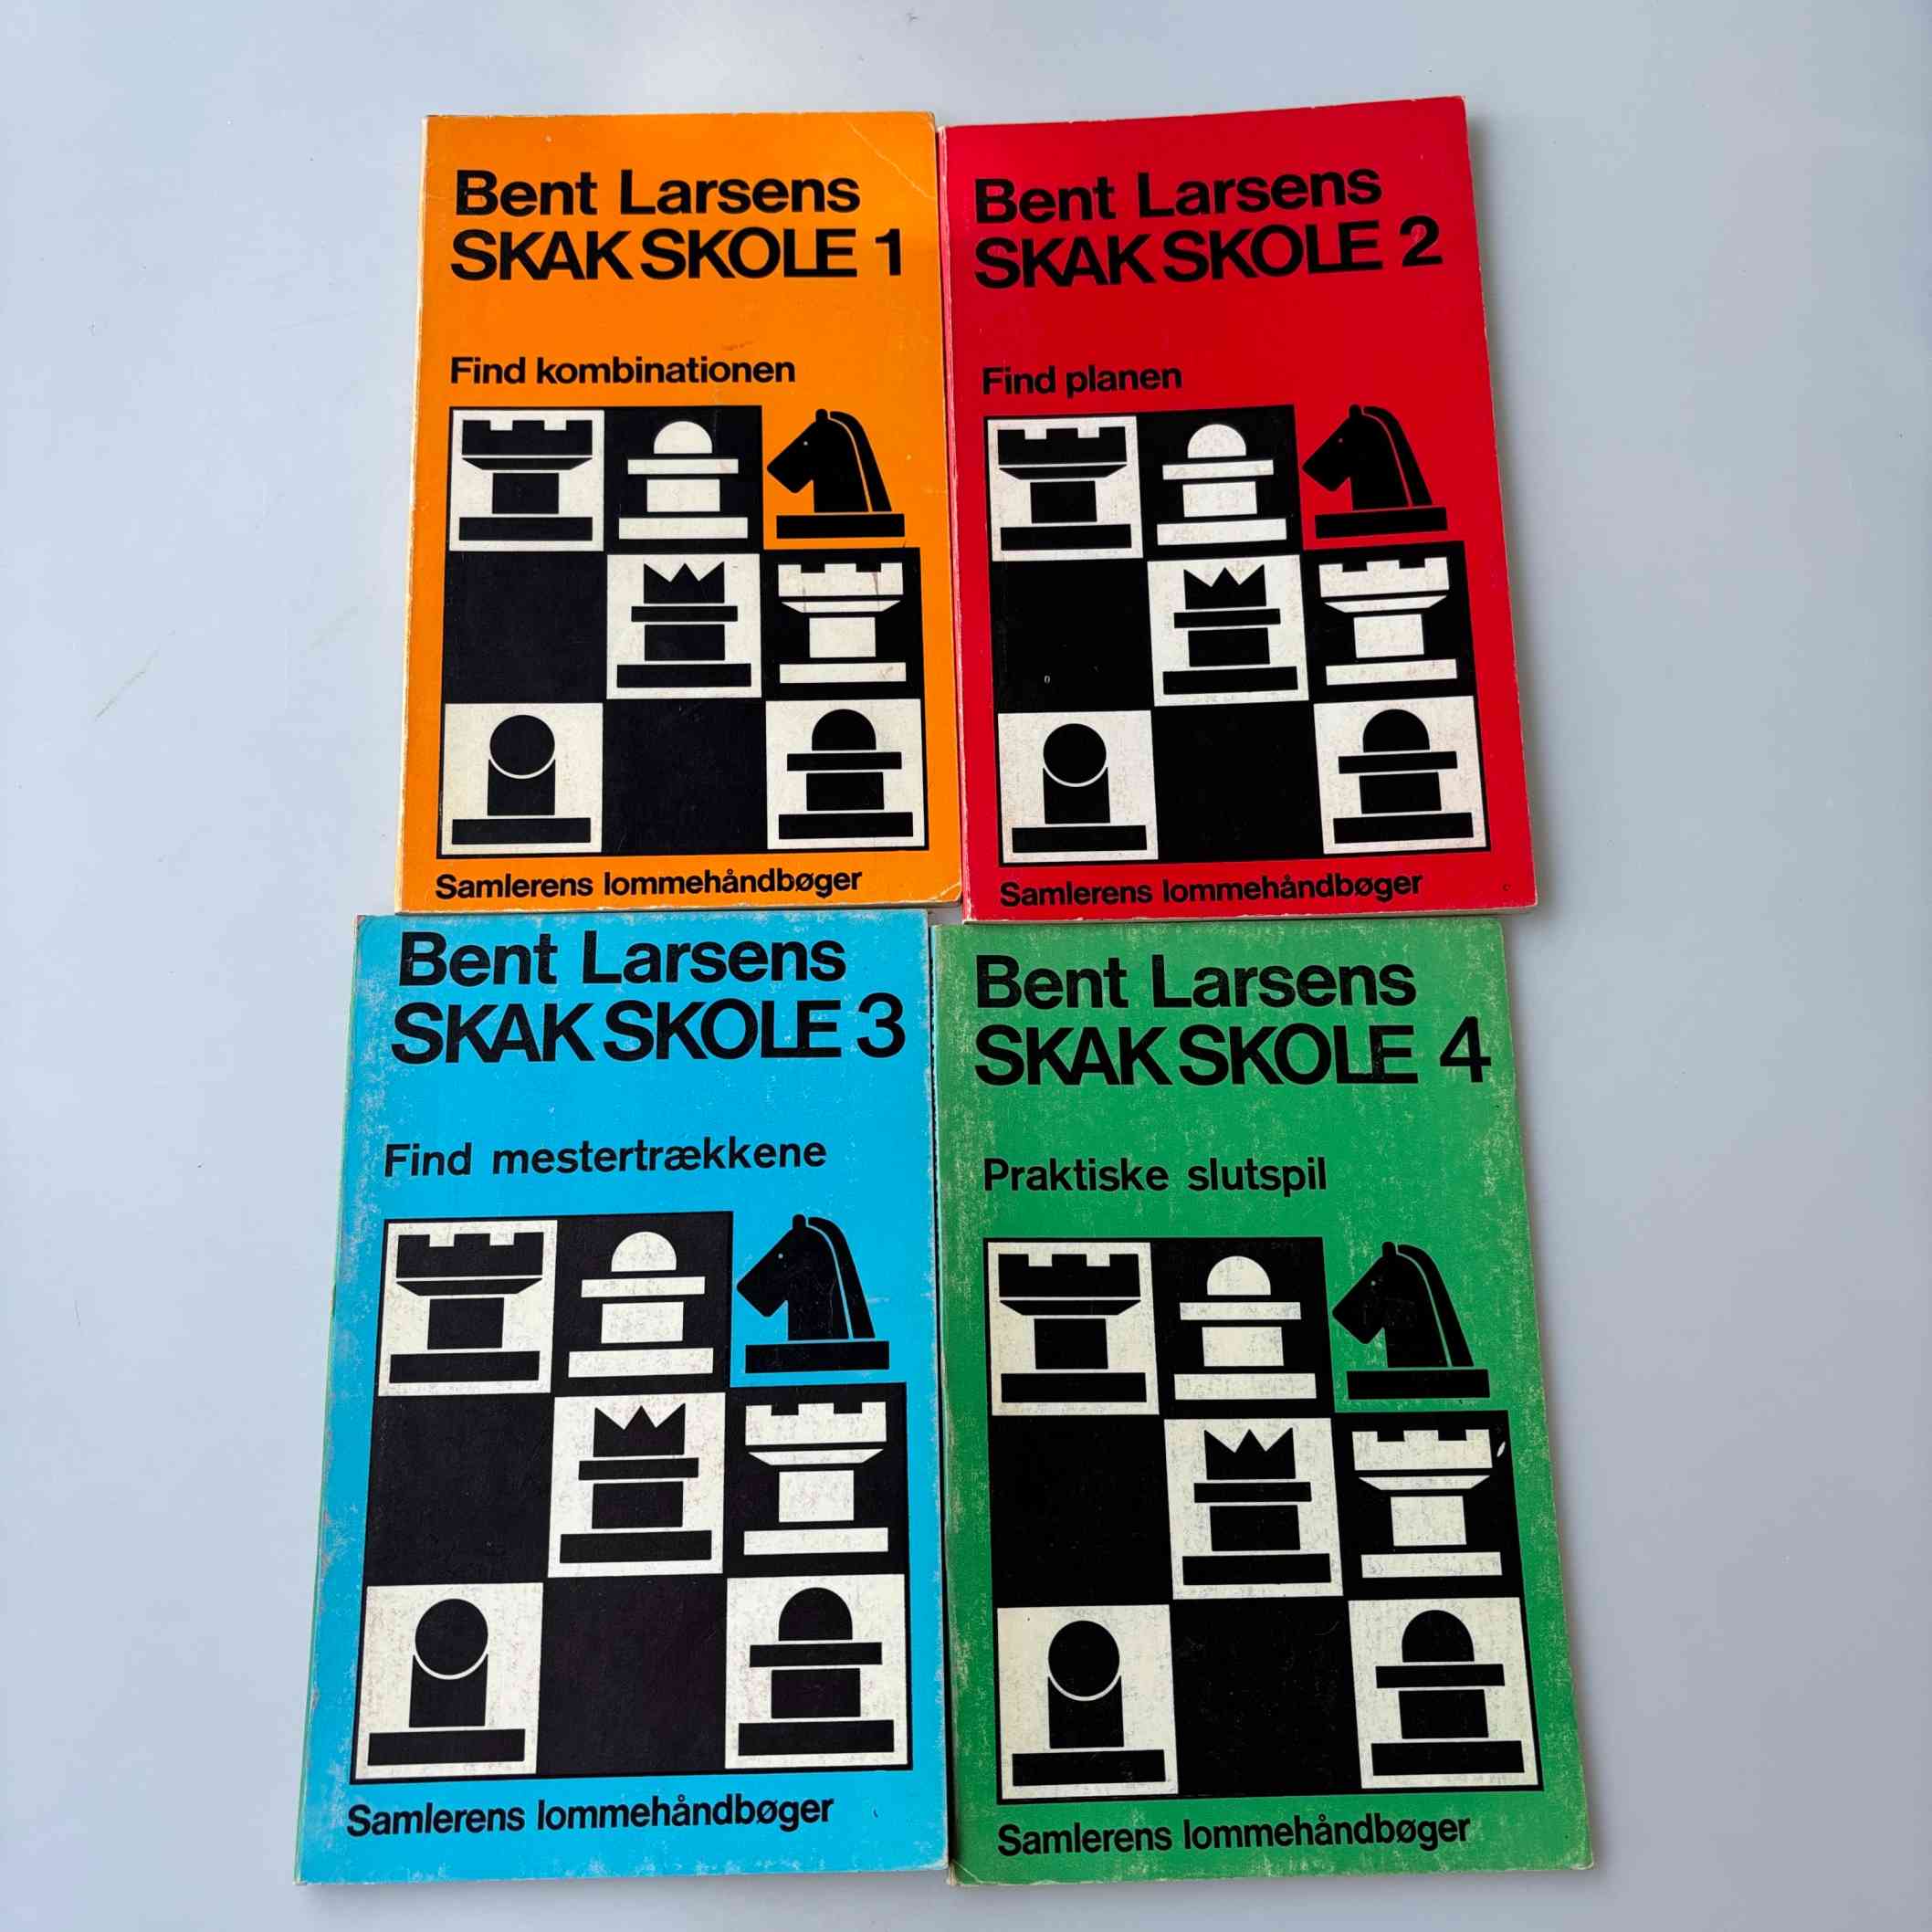 Bent Larsens
SKAK SKOLE 1
Find kombinationen
Samlerens lommehåndbøger
Bent Larsens
SKAK SKOLE 2
Find planen
Samlerens lommehåndbøger
Bent Larsens
SKAK SKOLE 3
Find mestertrækkene
Samlerens lommehåndbøger
Bent Larsens
SKAK SKOLE 4
Praktiske slutspil
Samlerens lommehåndbøger